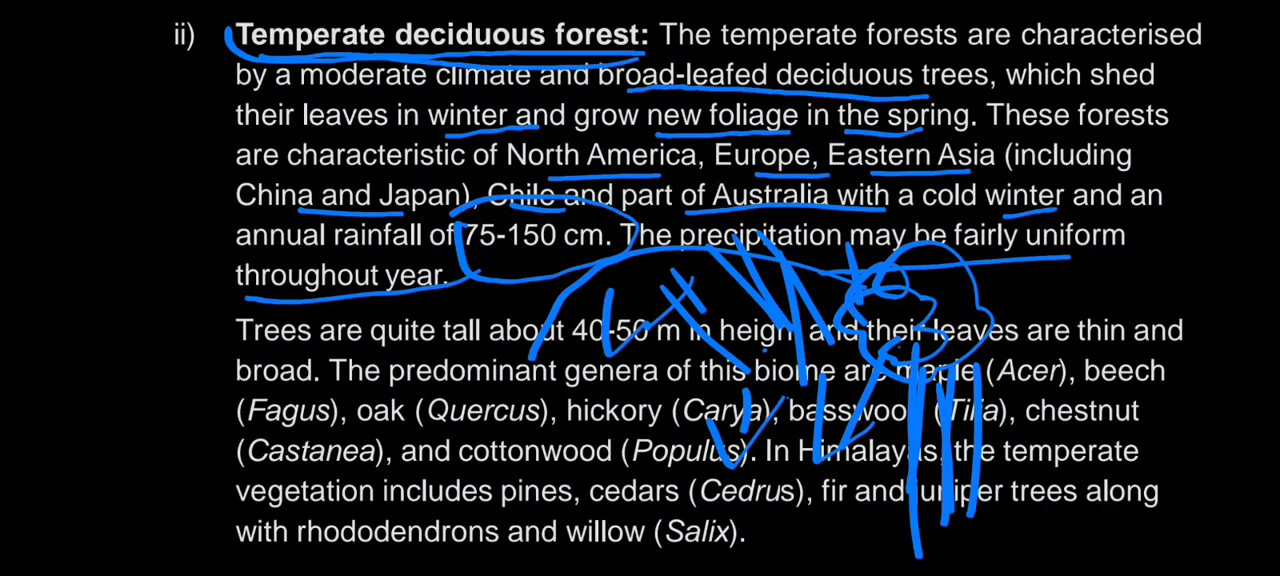 ii) Temperate deciduous forest: The temperate forests are characterised
by a moderate climate and broad-leafed deciduous trees, which shed
their leaves in winter and grow new foliage in the spring. These forests
are characteristic of North America, Europe, Eastern Asia (including
China and Japan), Chile and part of Australia with a cold winter and an
annual rainfall of 75-150 cm. The precipitation may be fairly uniform
throughout year.
Trees are quite tall about 40-50 m in height and their leaves are thin and
broad. The predominant genera of this biome are maple (Acer), beech
(Fagus), oak (Quercus), hickory (Carya), basswood (Tilia), chestnut
(Castanea), and cottonwood (Populus). In Himalayas, the temperate
vegetation includes pines, cedars (Cedrus), fir and juniper trees along
with rhododendrons and willow (Salix).